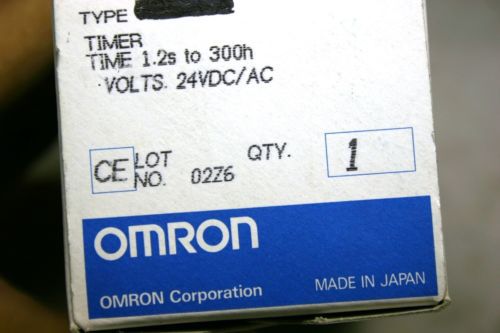 TYPE
TIMER
TIME 1.2s to 300h
VOLTS. 24VDC/AC
CE LOT NO. 02Z6 QTY. 1
OMRON
OMRON Corporation MADE IN JAPAN